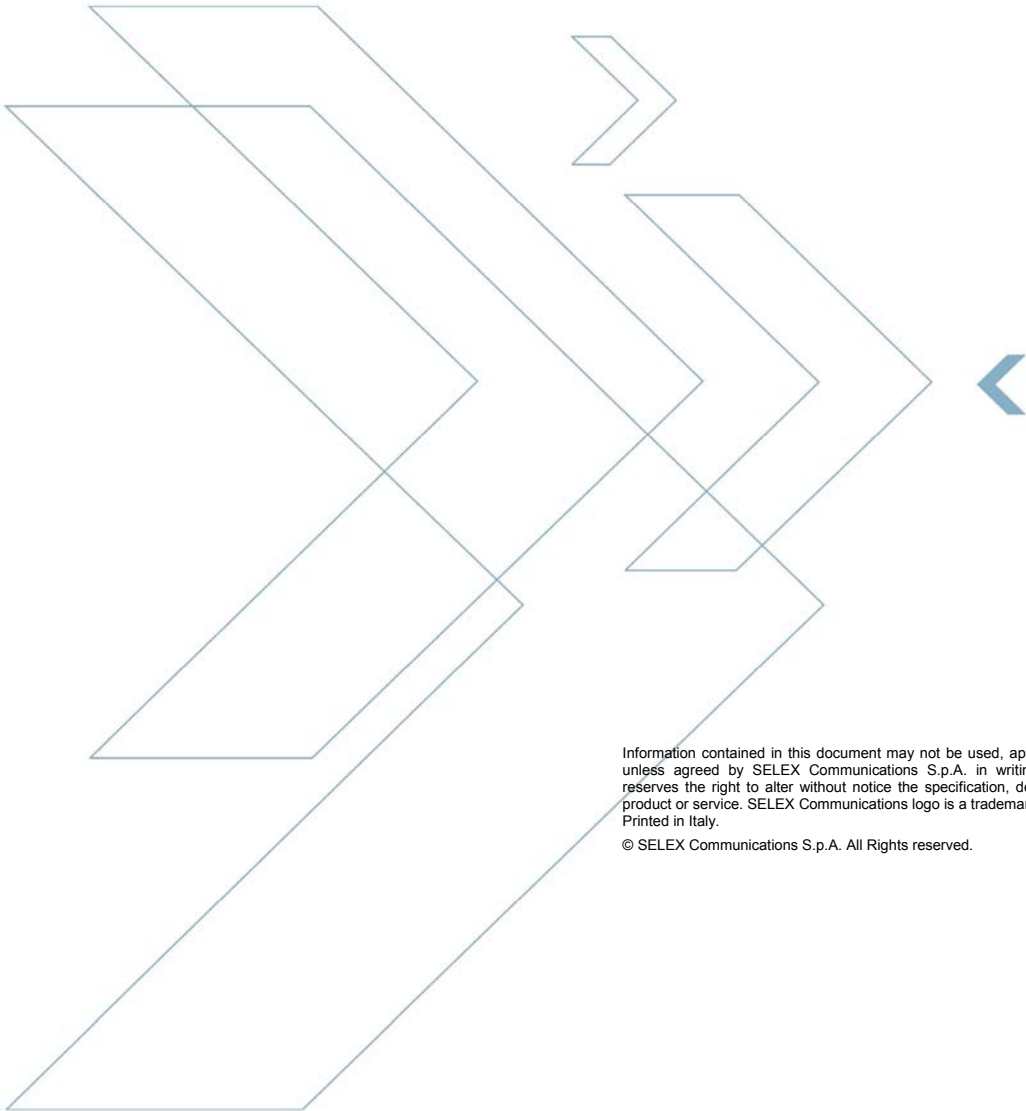 Information contained in this document may not be used, ap
unless agreed by SELEX Communications S.p.A. in writin
reserves the right to alter without notice the specification, de
product or service. SELEX Communications logo is a trademar
Printed in Italy.
© SELEX Communications S.p.A. All Rights reserved.